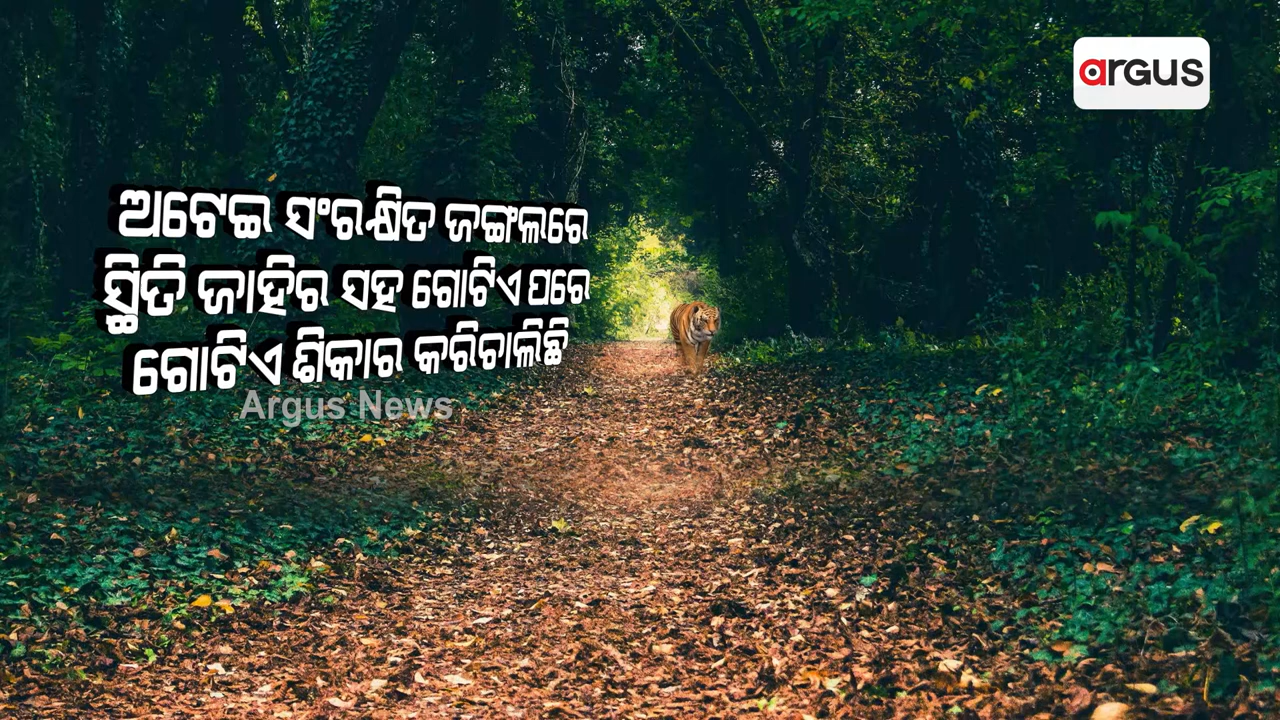 argus
ଅଟେଇ ସଂରକ୍ଷିତ ଜଙ୍ଗଲରେ
ସ୍ଥିତି ଜାହିର ସହ ଗୋଟିଏ ପରେ
ଗୋଟିଏ ଶିକାର କରିଚାଲିଛି
Argus News